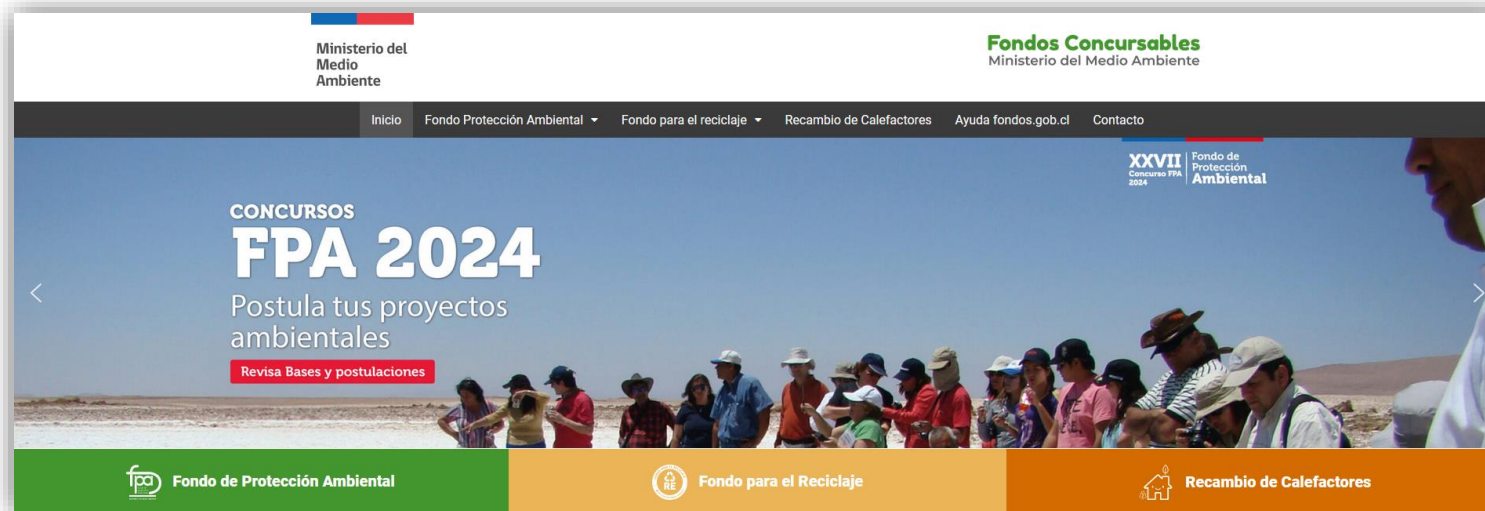 Ministerio del
Medio
Ambiente
Fondos Concursables
Ministerio del Medio Ambiente
Inicio Fondo Protección Ambiental Fondo para el reciclaje Recambio de Calefactores Ayuda fondos.gob.cl Contacto
XXVII
Concurso FPA
2024
Fondo de
Protección
Ambiental
CONCURSOS
FPA 2024
Postula tus proyectos
ambientales
Revisa Bases y postulaciones
fpa Fondo de Protección Ambiental
RE Fondo para el Reciclaje
Recambio de Calefactores